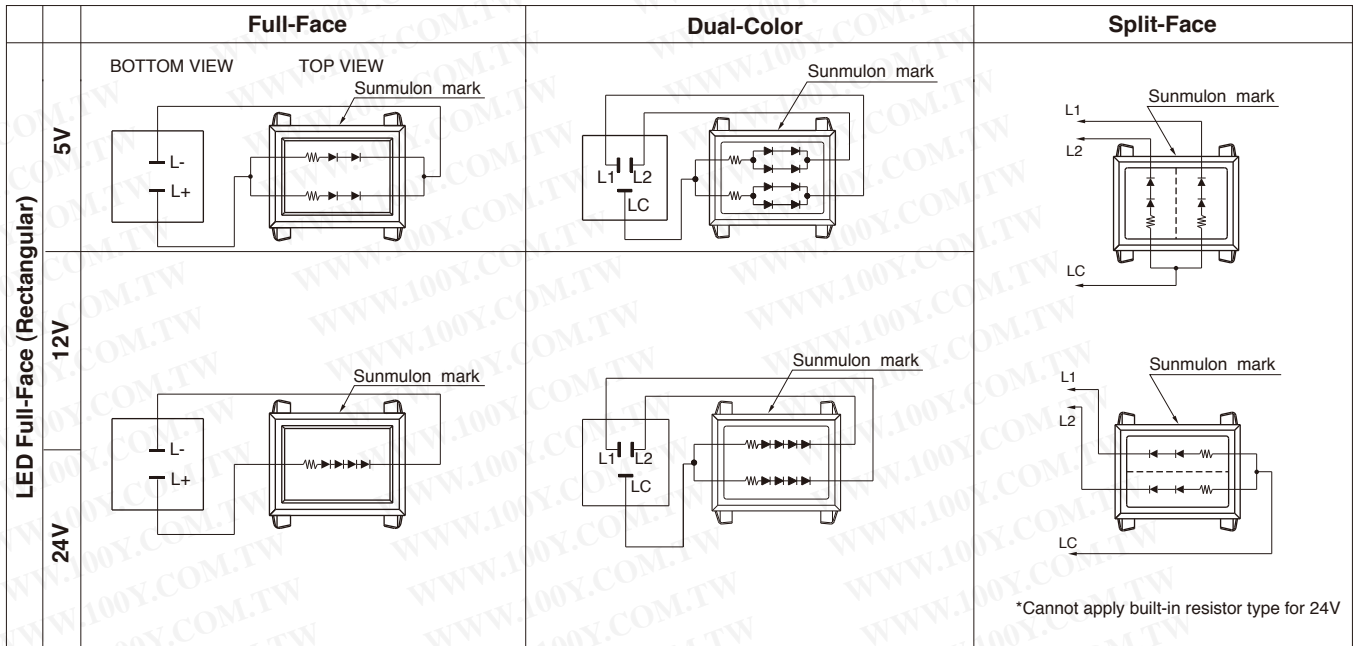 Full-Face
Dual-Color
Split-Face
LED Full-Face (Rectangular)
5V
BOTTOM VIEW
TOP VIEW
Sunmulon mark
L-
L+
Sunmulon mark
L1
L2
LC
Sunmulon mark
L1
L2
LC
12V
24V
Sunmulon mark
L-
L+
Sunmulon mark
L1
L2
LC
Sunmulon mark
L1
L2
LC
*Cannot apply built-in resistor type for 24V
WWW.100Y.COM.TW